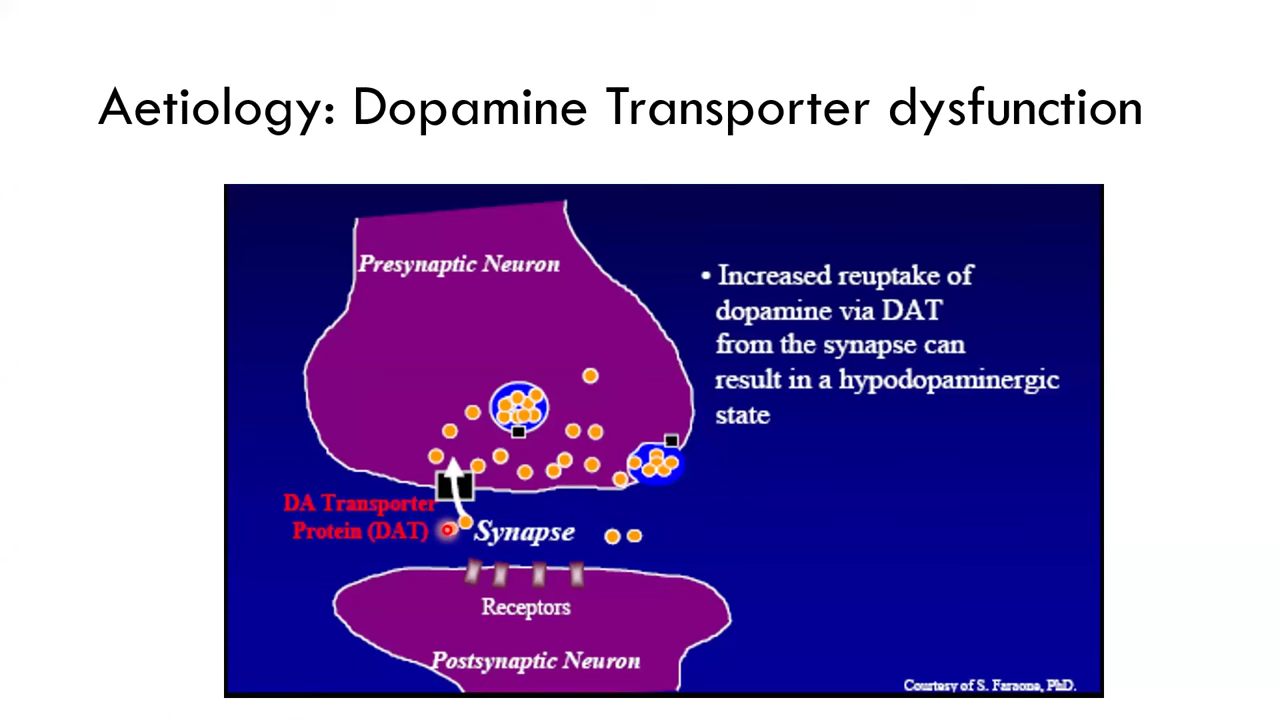 Aetiology: Dopamine Transporter dysfunction
Presynaptic Neuron
• Increased reuptake of
dopamine via DAT
from the synapse can
result in a hypodopaminergic
state
DA Transporter
Protein (DAT)
Synapse
Receptors
Postsynaptic Neuron
Courtesy of S. Faraone, PhD.